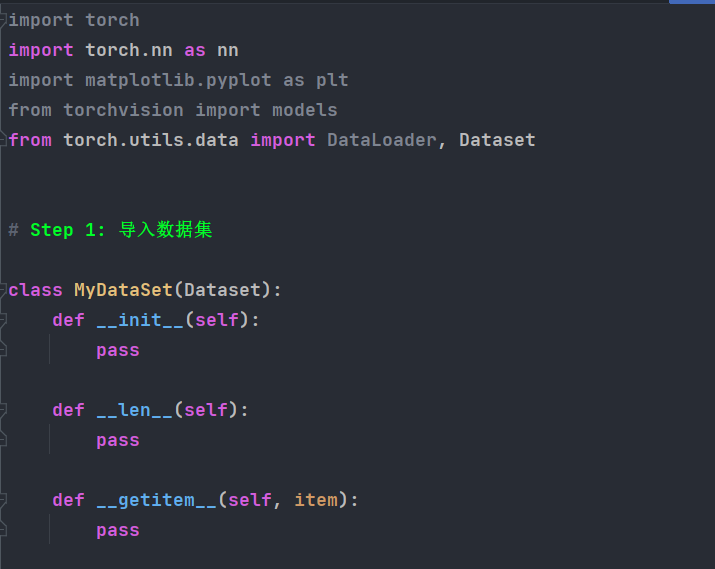 import torch
import torch.nn as nn
import matplotlib.pyplot as plt
from torchvision import models
from torch.utils.data import DataLoader, Dataset
# Step 1: 导入数据集
class MyDataSet(Dataset):
    def __init__(self):
        pass
    def __len__(self):
        pass
    def __getitem__(self, item):
        pass